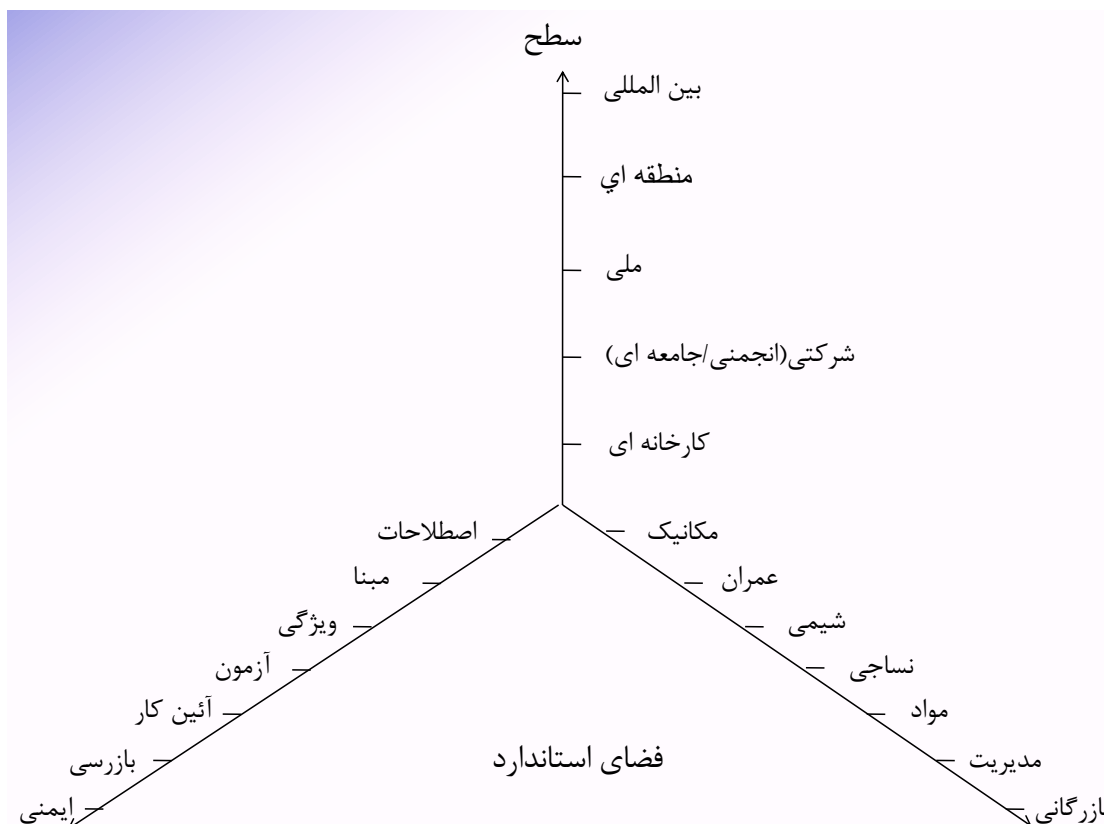 سطح
بین المللی
منطقه اي
ملی
شرکتی(انجمنی/جامعه ای)
کارخانه ای
مکانیک
عمران
شیمی
نساجی
مواد
مدیریت
بازرگانی
اصطلاحات
مبنا
ویژگی
آزمون
آئین کار
بازرسی
ایمنی
فضای استاندارد